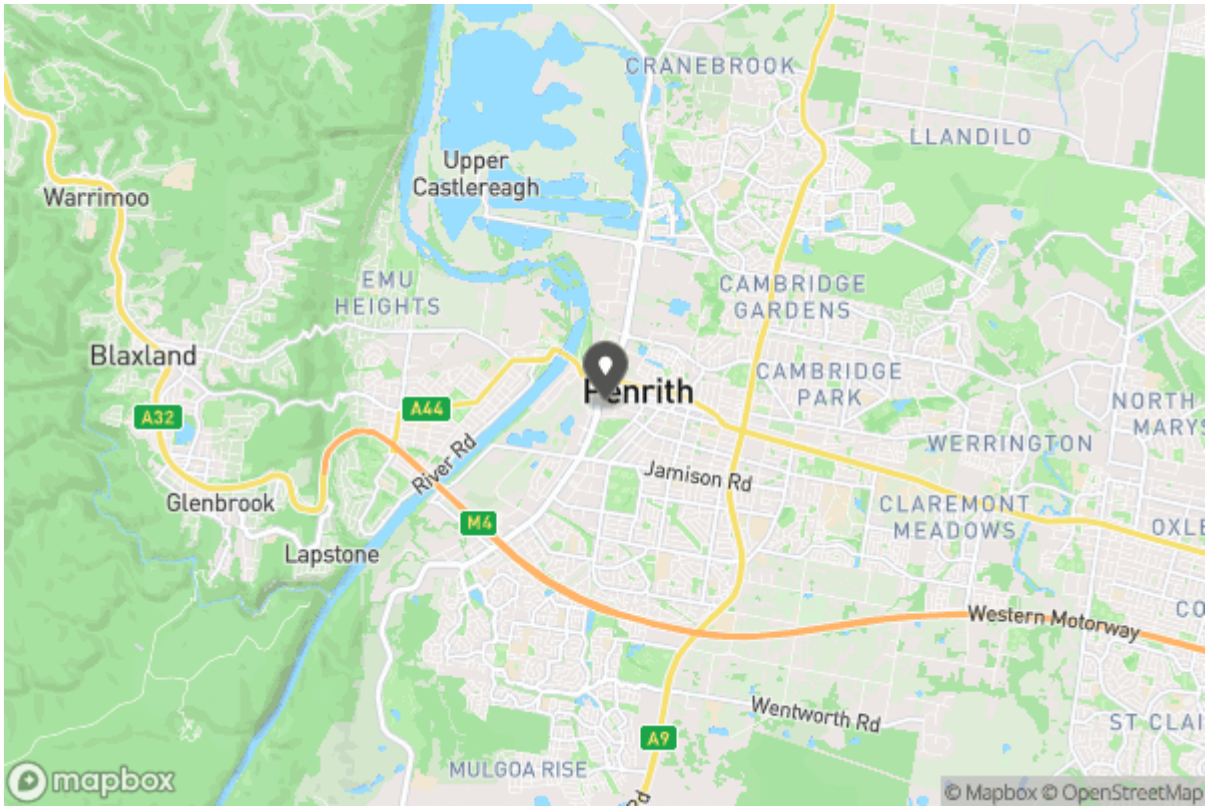 CRANEBROOK
LLANDILO
Upper
Castlereagh
Warrimoo
EMU
HEIGHTS
CAMBRIDGE
GARDENS
Blaxland
Penrith
CAMBRIDGE
PARK
A44
A32
NORTH
MARYS
WERRINGTON
River Rd
Jamison Rd
Glenbrook
CLAREMONT
MEADOWS
M4
OXLE
Lapstone
CO
Western Motorway
Wentworth Rd
ST CLAI
A9
MULGOA RISE
Rd
mapbox
© Mapbox © OpenStreetMap